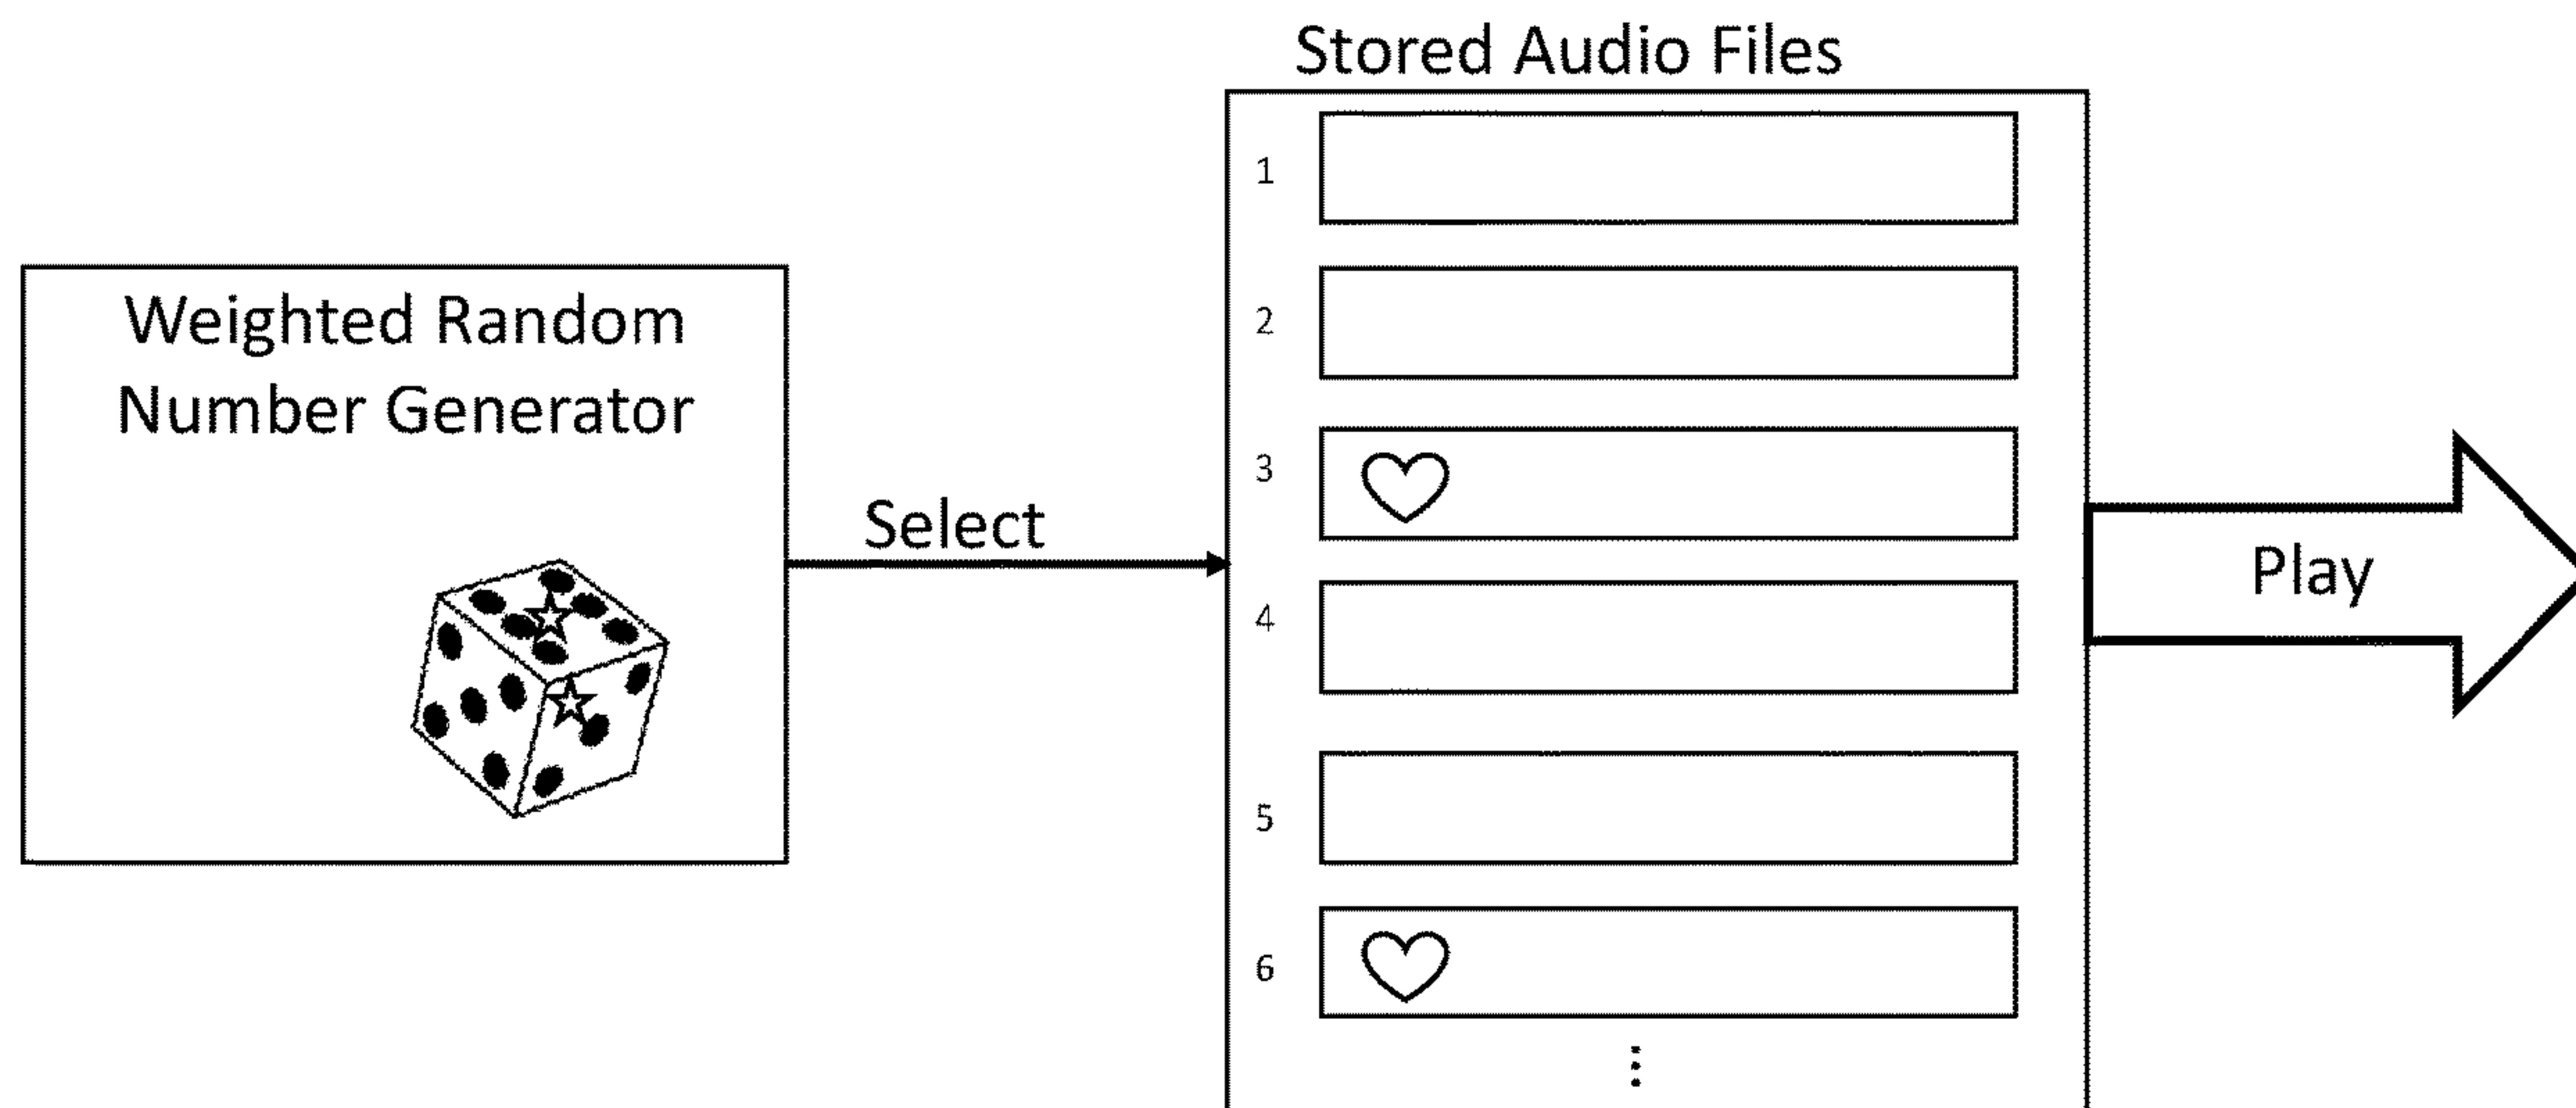 Stored Audio Files
Weighted Random
Number Generator
Select
1
2
3
4
5
6
...
Play